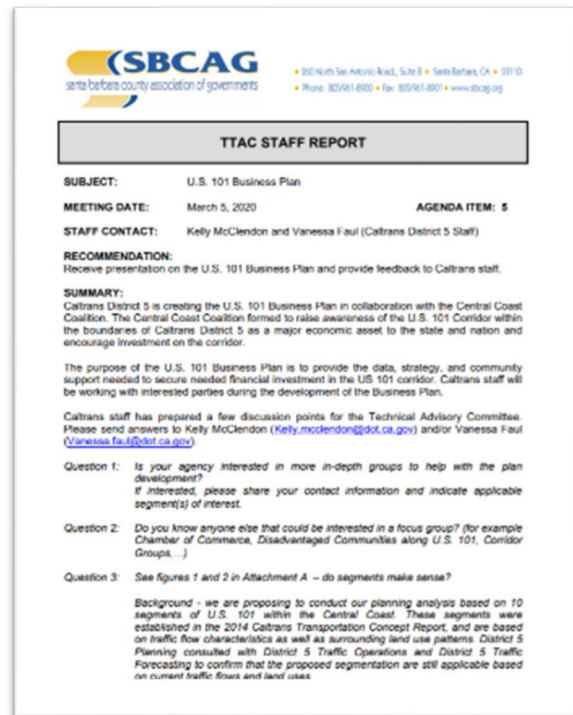 SBCAG
santa barbara county association of governments
▪ 260 North San Antonio Road., Suite B ▪ Santa Barbara, CA ▪ 93110
▪ Phone: 805/961-8900 ▪ Fax: 805/961-8901 ▪ www.sbcag.org
TTAC STAFF REPORT
SUBJECT: U.S. 101 Business Plan
MEETING DATE: March 5, 2020 AGENDA ITEM: 5
STAFF CONTACT: Kelly McClendon and Vanessa Faul (Caltrans District 5 Staff)
RECOMMENDATION:
Receive presentation on the U.S. 101 Business Plan and provide feedback to Caltrans staff.
SUMMARY:
Caltrans District 5 is creating the U.S. 101 Business Plan in collaboration with the Central Coast
Coalition. The Central Coast Coalition formed to raise awareness of the U.S. 101 Corridor within
the boundaries of Caltrans District 5 as a major economic asset to the state and nation and
encourage investment on the corridor.
The purpose of the U.S. 101 Business Plan is to provide the data, strategy, and community
support needed to secure needed financial investment in the US 101 corridor. Caltrans staff will
be working with interested parties during the development of the Business Plan.
Caltrans staff has prepared a few discussion points for the Technical Advisory Committee.
Please send answers to Kelly McClendon (Kelly.mcclendon@dot.ca.gov) and/or Vanessa Faul
(Vanessa.faul@dot.ca.gov).
Question 1: Is your agency interested in more in-depth groups to help with the plan
development?
If interested, please share your contact information and indicate applicable
segment(s) of interest.
Question 2: Do you know anyone else that could be interested in a focus group? (for example
Chamber of Commerce, Disadvantaged Communities along U.S. 101, Corridor
Groups, ...)
Question 3: See figures 1 and 2 in Attachment A – do segments make sense?
Background - we are proposing to conduct our planning analysis based on 10
segments of U.S. 101 within the Central Coast. These segments were
established in the 2014 Caltrans Transportation Concept Report, and are based
on traffic flow characteristics as well as surrounding land use patterns. District 5
Planning consulted with District 5 Traffic Operations and District 5 Traffic
Forecasting to confirm that the proposed segmentation are still applicable based
on current traffic flows and land uses.